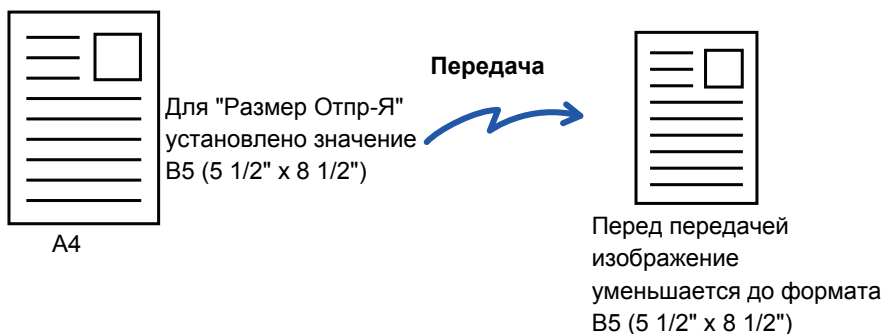 Передача
Для "Размер Отпр-Я"
установлено значение
B5 (5 1/2" x 8 1/2")
A4
Перед передачей
изображение
уменьшается до формата
B5 (5 1/2" x 8 1/2")